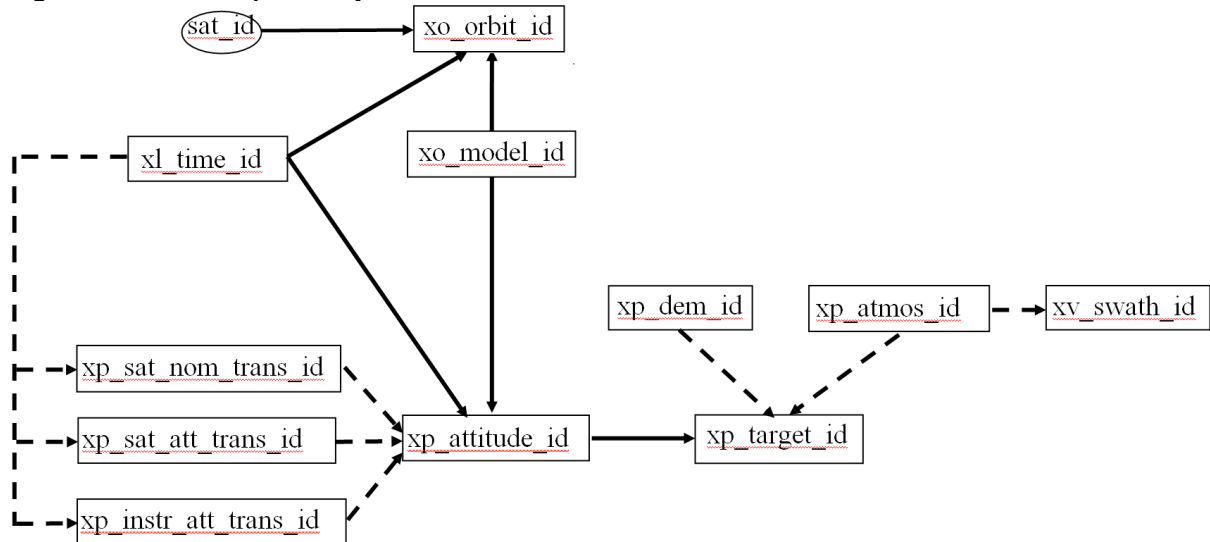 sat_id
xo_orbit_id
xl_time_id
xo_model_id
xp_dem_id
xp_atmos_id
xv_swath_id
xp_sat_nom_trans_id
xp_sat_att_trans_id
xp_attitude_id
xp_target_id
xp_instr_att_trans_id